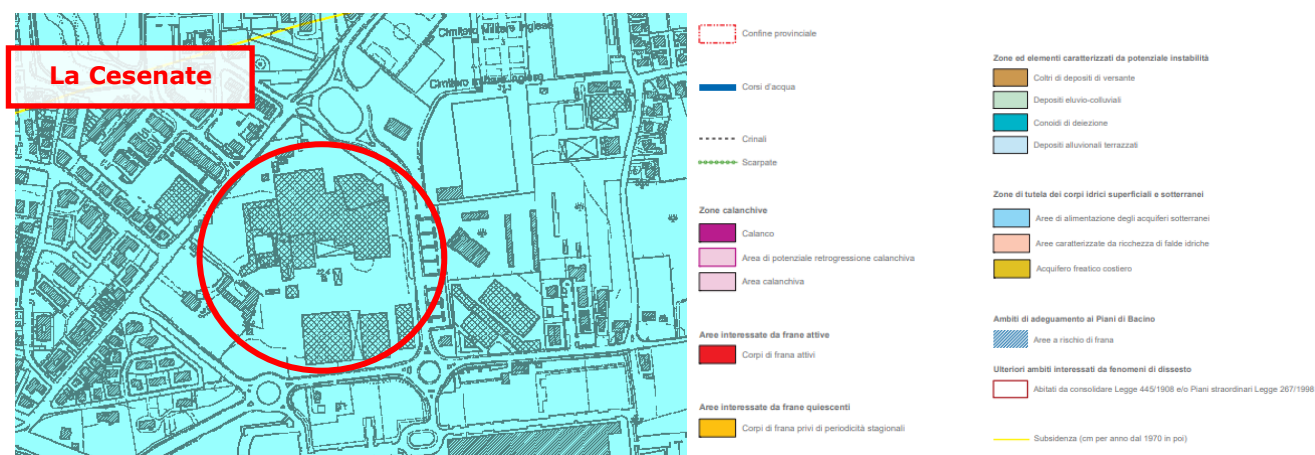 La Cesenate
Cimitero Militare Inglese
Cimitero Militare Inglese
Confine provinciale
Corsi d'acqua
Crinali
Scarpate
Zone calanchive
Calanco
Area di potenziale retrogressione calanchiva
Area calanchiva
Aree interessate da frane attive
Corpi di frana attivi
Aree interessate da frane quiescenti
Corpi di frana privi di periodicità stagionali
Zone ed elementi caratterizzati da potenziale instabilità
Coltri di depositi di versante
Depositi eluvio-colluviali
Conoidi di deiezione
Depositi alluvionali terrazzati
Zone di tutela dei corpi idrici superficiali e sotterranei
Aree di alimentazione degli acquiferi sotterranei
Aree caratterizzate da ricchezza di falde idriche
Acquifero freatico costiero
Ambiti di adeguamento ai Piani di Bacino
Aree a rischio di frana
Ulteriori ambiti interessati da fenomeni di dissesto
Abitati da consolidare Legge 445/1908 e/o Piani straordinari Legge 267/1998
Subsidenza (cm per anno dal 1970 in poi)